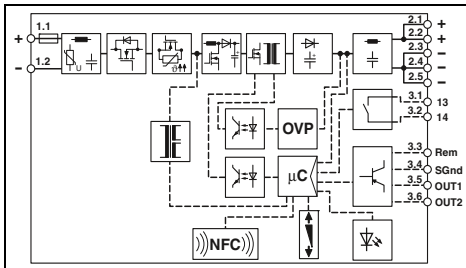 + 1.1
− 1.2
U
ϑ
2.1 +
2.2 +
2.3 −
2.4 −
2.5 −
OVP
3.1 13
3.2 14
µC
3.3 Rem
3.4 SGnd
3.5 OUT1
3.6 OUT2
NFC